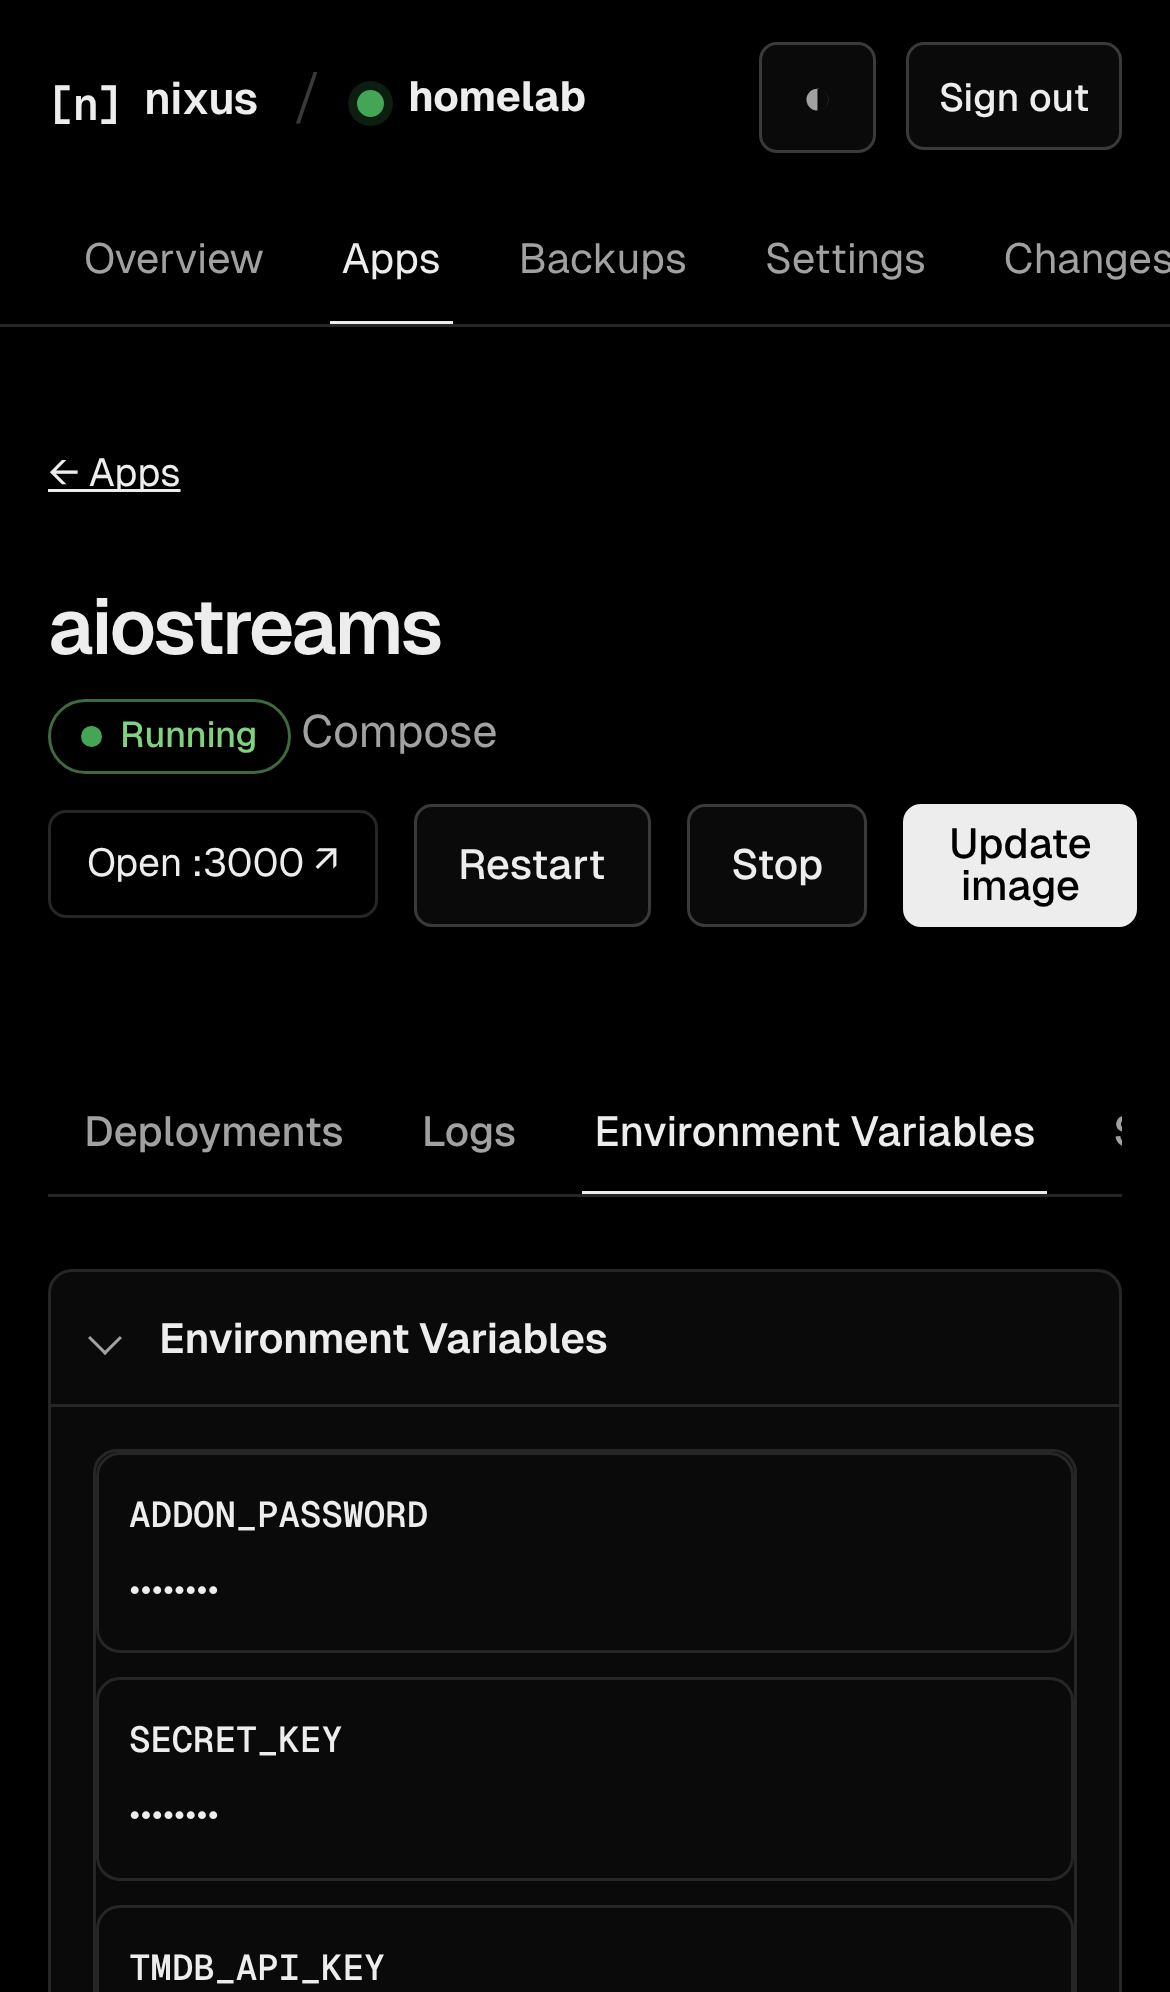 [n] nixus / homelab Sign out
Overview Apps Backups Settings Changes
← Apps
aiostreams
Running Compose
Open :3000 ↗ Restart Stop Update
image
Deployments Logs Environment Variables
Environment Variables
ADDON_PASSWORD
••••••••
SECRET_KEY
••••••••
TMDB_API_KEY